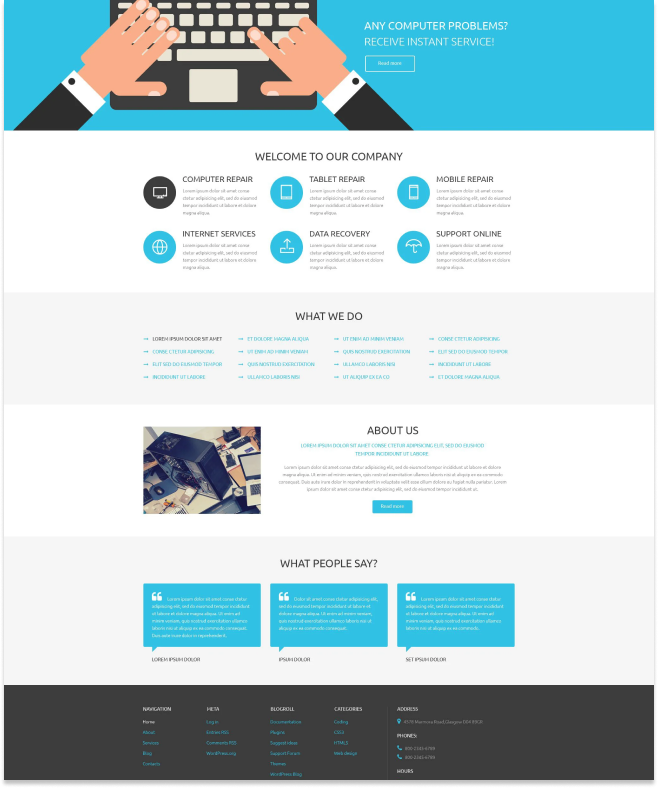 ANY COMPUTER PROBLEMS?
RECEIVE INSTANT SERVICE!
Read more
WELCOME TO OUR COMPANY
COMPUTER REPAIR
Lorem ipsum dolor sit amet conse
ctetur adipisicing elit, sed do eiusmod
tempor incididunt ut labore et dolore
magna aliqua.
TABLET REPAIR
Lorem ipsum dolor sit amet conse
ctetur adipisicing elit, sed do eiusmod
tempor incididunt ut labore et dolore
magna aliqua.
MOBILE REPAIR
Lorem ipsum dolor sit amet conse
ctetur adipisicing elit, sed do eiusmod
tempor incididunt ut labore et dolore
magna aliqua.
INTERNET SERVICES
Lorem ipsum dolor sit amet conse
ctetur adipisicing elit, sed do eiusmod
tempor incididunt ut labore et dolore
magna aliqua.
DATA RECOVERY
Lorem ipsum dolor sit amet conse
ctetur adipisicing elit, sed do eiusmod
tempor incididunt ut labore et dolore
magna aliqua.
SUPPORT ONLINE
Lorem ipsum dolor sit amet conse
ctetur adipisicing elit, sed do eiusmod
tempor incididunt ut labore et dolore
magna aliqua.
WHAT WE DO
LOREM IPSUM DOLOR SIT AMET
CONSE CTETUR ADIPISICING
ELIT SED DO EIUSMOD TEMPOR
INCIDIDUNT UT LABORE
ET DOLORE MAGNA ALIQUA
UT ENIM AD MINIM VENIAM
QUIS NOSTRUD EXERCITATION
ULLAMCO LABORIS NISI
UT ENIM AD MINIM VENIAM
QUIS NOSTRUD EXERCITATION
ULLAMCO LABORIS NISI
UT ALIQUIP EX EA CO
CONSE CTETUR ADIPISICING
ELIT SED DO EIUSMOD TEMPOR
INCIDIDUNT UT LABORE
ET DOLORE MAGNA ALIQUA
ABOUT US
LOREM IPSUM DOLOR SIT AMET CONSE CTETUR ADIPISICING ELIT, SED DO EIUSMOD
TEMPOR INCIDIDUNT UT LABORE
Lorem ipsum dolor sit amet conse ctetur adipisicing elit, sed do eiusmod tempor incididunt ut labore et dolore
magna aliqua. Ut enim ad minim veniam, quis nostrud exercitation ullamco laboris nisi ut aliquip ex ea commodo
consequat. Duis aute irure dolor in reprehenderit in voluptate velit esse cillum dolore eu fugiat nulla pariatur. Lorem
ipsum dolor sit amet conse ctetur adipisicing elit, sed do eiusmod tempor incididunt ut.
Read more
WHAT PEOPLE SAY?
Lorem ipsum dolor sit amet conse ctetur
adipisicing elit, sed do eiusmod tempor incididunt
ut labore et dolore magna aliqua. Ut enim ad
minim veniam, quis nostrud exercitation ullamco
laboris nisi ut aliquip ex ea commodo consequat.
Duis aute irure dolor in reprehenderit.
LOREM IPSUM DOLOR
Dolor sit amet conse ctetur adipisicing elit,
sed do eiusmod tempor incididunt ut labore et
dolore magna aliqua. Ut enim ad minim veniam,
quis nostrud exercitation ullamco laboris nisi ut
aliquip ex ea commodo consequat.
IPSUM DOLOR
Lorem ipsum dolor sit amet conse ctetur
adipisicing elit, sed do eiusmod tempor incididunt
ut labore et dolore magna aliqua. Ut enim ad
minim veniam, quis nostrud exercitation ullamco
laboris nisi ut aliquip ex ea commodo.
SET IPSUM DOLOR
NAVIGATION
Home
About
Services
Blog
Contacts
META
Log in
Entries RSS
Comments RSS
WordPress.org
BLOGROLL
Documentation
Plugins
Suggest Ideas
Support Forum
Themes
WordPress Blog
CATEGORIES
Coding
CSS3
HTML5
Web design
ADDRESS
4578 Marmora Road,Glasgow D04 89GR
PHONES:
800-2345-6789
800-2345-6790
HOURS